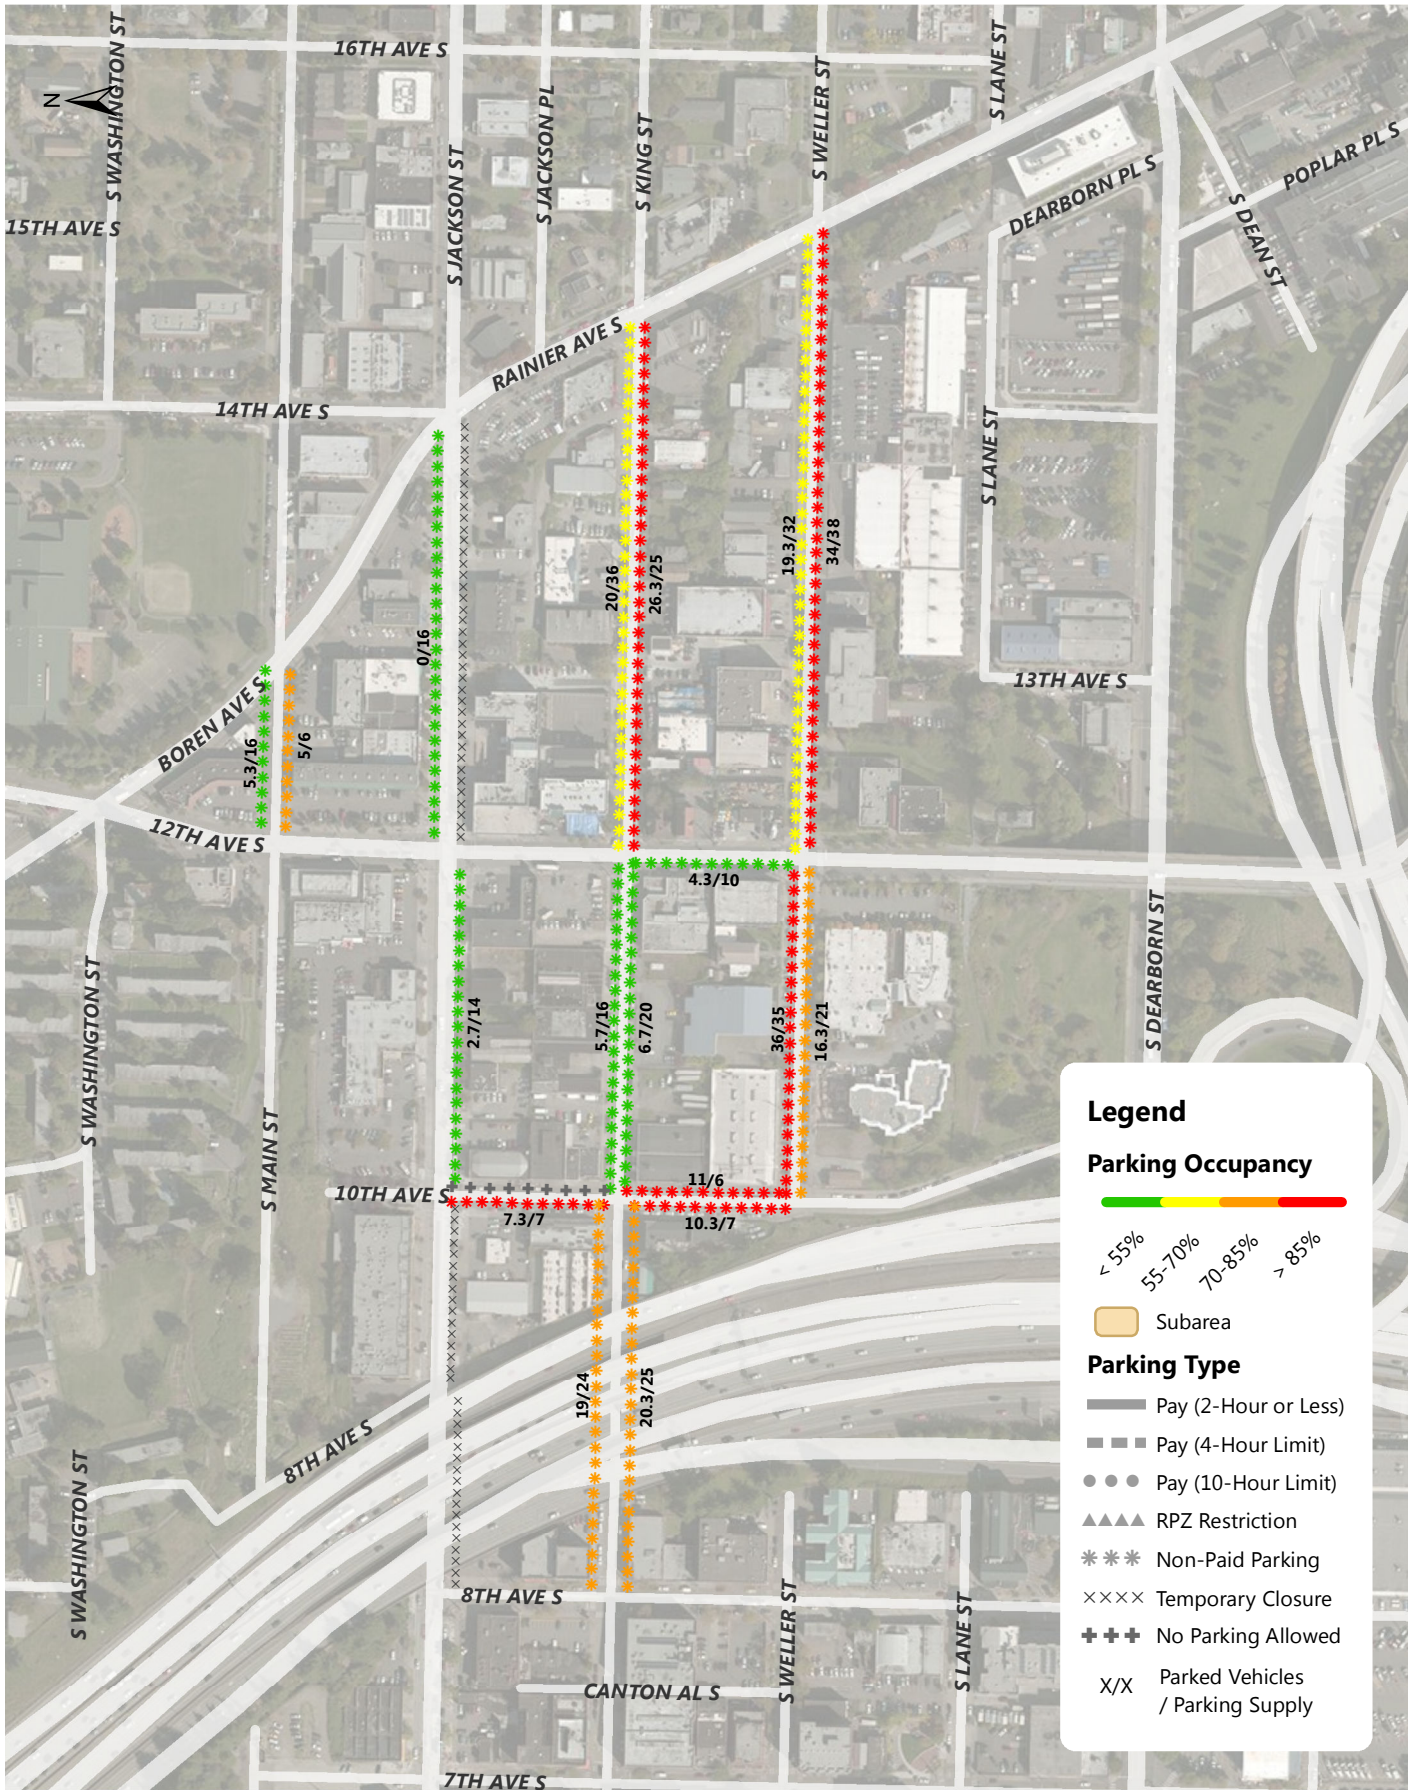 S WASHINGTON ST
16TH AVE S
S LANE ST
N
S JACKSON PL
S WELLER ST
S KING ST
S JACKSON ST
POPLAR PL S
DEARBORN PL S
S DEAN ST
15TH AVE S
RAINIER AVE S
14TH AVE S
S LANE ST
19.3/32
34/38
20/36
26.3/25
0/16
13TH AVE S
BOREN AVE S
5.3/16
5/6
12TH AVE S
4.3/10
S DEARBORN ST
S WASHINGTON ST
2.7/14
5.7/16
6.7/20
36/35
16.3/21
S MAIN ST
10TH AVE S
11/6
7.3/7
10.3/7
19/24
20.3/25
8TH AVE S
S WASHINGTON ST
8TH AVE S
S WELLER ST
S LANE ST
CANTON AL S
7TH AVE S
Legend
Parking Occupancy
< 55%
55-70%
70-85%
> 85%
Subarea
Parking Type
Pay (2-Hour or Less)
Pay (4-Hour Limit)
Pay (10-Hour Limit)
RPZ Restriction
Non-Paid Parking
Temporary Closure
No Parking Allowed
X/X Parked Vehicles
/ Parking Supply